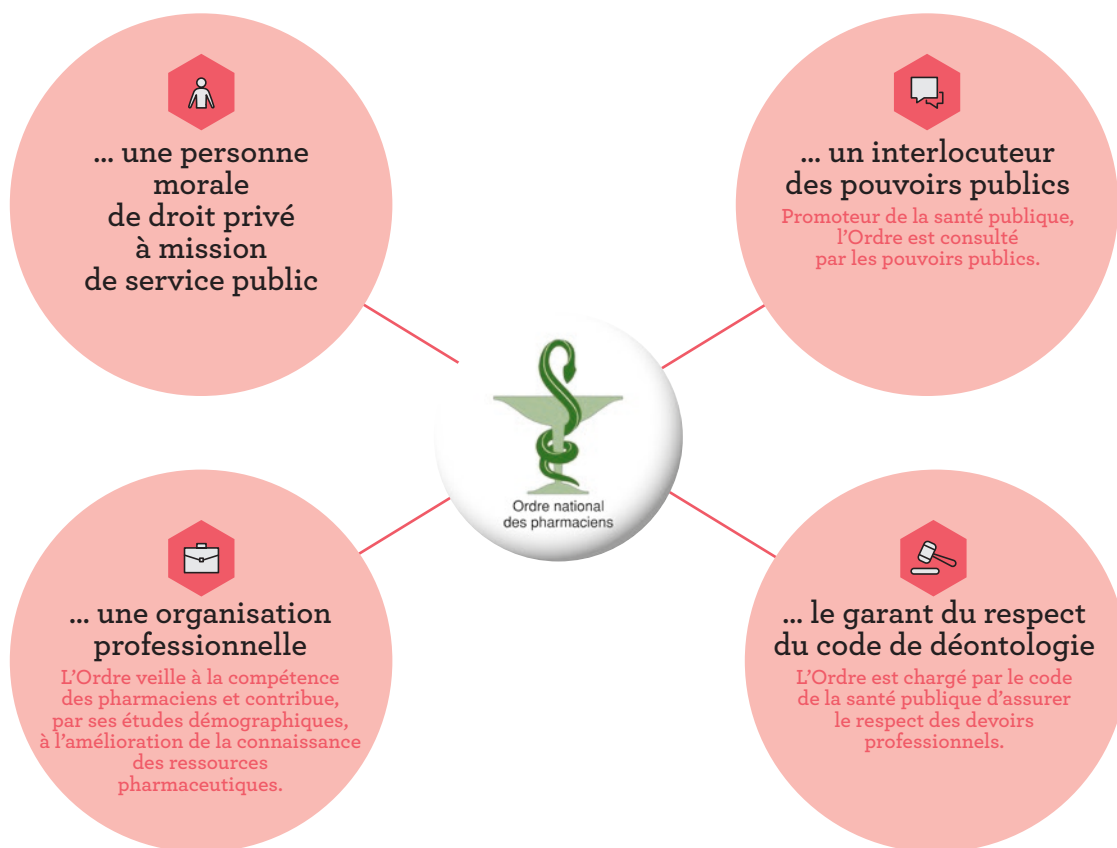 ... une personne
morale
de droit privé
à mission
de service public
... un interlocuteur
des pouvoirs publics
Promoteur de la santé publique,
l’Ordre est consulté
par les pouvoirs publics.
Ordre national
des pharmaciens
... une organisation
professionnelle
L’Ordre veille à la compétence
des pharmaciens et contribue,
par ses études démographiques,
à l’amélioration de la connaissance
des ressources
pharmaceutiques.
... le garant du respect
du code de déontologie
L’Ordre est chargé par le code
de la santé publique d’assurer
le respect des devoirs
professionnels.